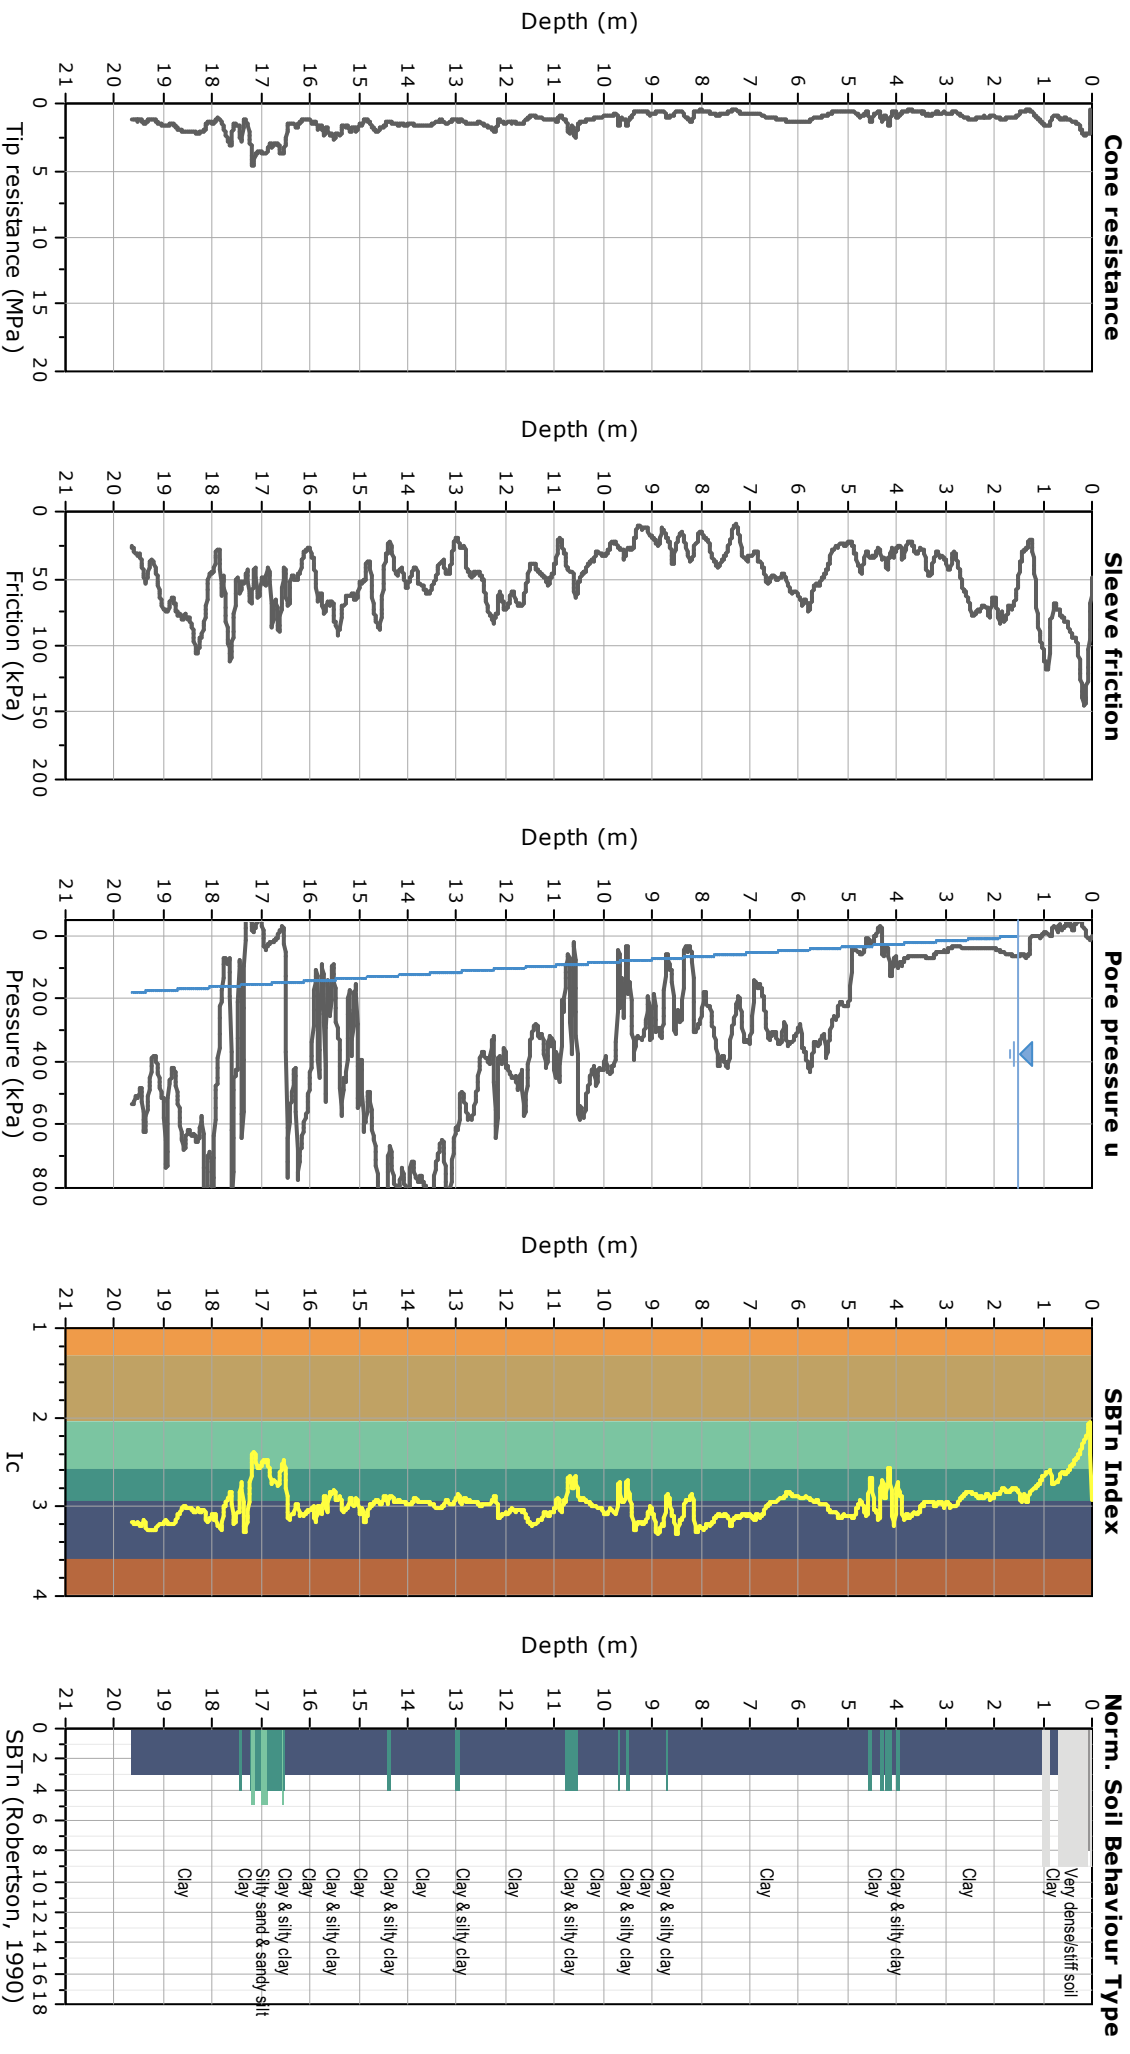 Cone resistance
Depth (m)
0
1
2
3
4
5
6
7
8
9
10
11
12
13
14
15
16
17
18
19
20
21
0 5 10 15 20
Tip resistance (MPa)
Sleeve friction
Depth (m)
0
1
2
3
4
5
6
7
8
9
10
11
12
13
14
15
16
17
18
19
20
21
0 50 100 150 200
Friction (kPa)
Pore pressure u
Depth (m)
0
1
2
3
4
5
6
7
8
9
10
11
12
13
14
15
16
17
18
19
20
21
0 200 400 600 800
Pressure (kPa)
SBTn Index
Depth (m)
0
1
2
3
4
5
6
7
8
9
10
11
12
13
14
15
16
17
18
19
20
21
1 2 3 4
Ic
Norm. Soil Behaviour Type
Depth (m)
0
1
2
3
4
5
6
7
8
9
10
11
12
13
14
15
16
17
18
19
20
21
Very dense/stiff soil
Clay
Clay
Clay & silty clay
Clay
Clay
Clay & silty clay
Clay
Clay & silty clay
Clay
Clay & silty clay
Clay
Clay & silty clay
Clay
Clay & silty clay
Clay
Clay & silty clay
Clay
Clay & silty clay
Silty sand & sandy silt
Clay
Clay
0 2 4 6 8 10 12 14 16 18
SBTn (Robertson, 1990)